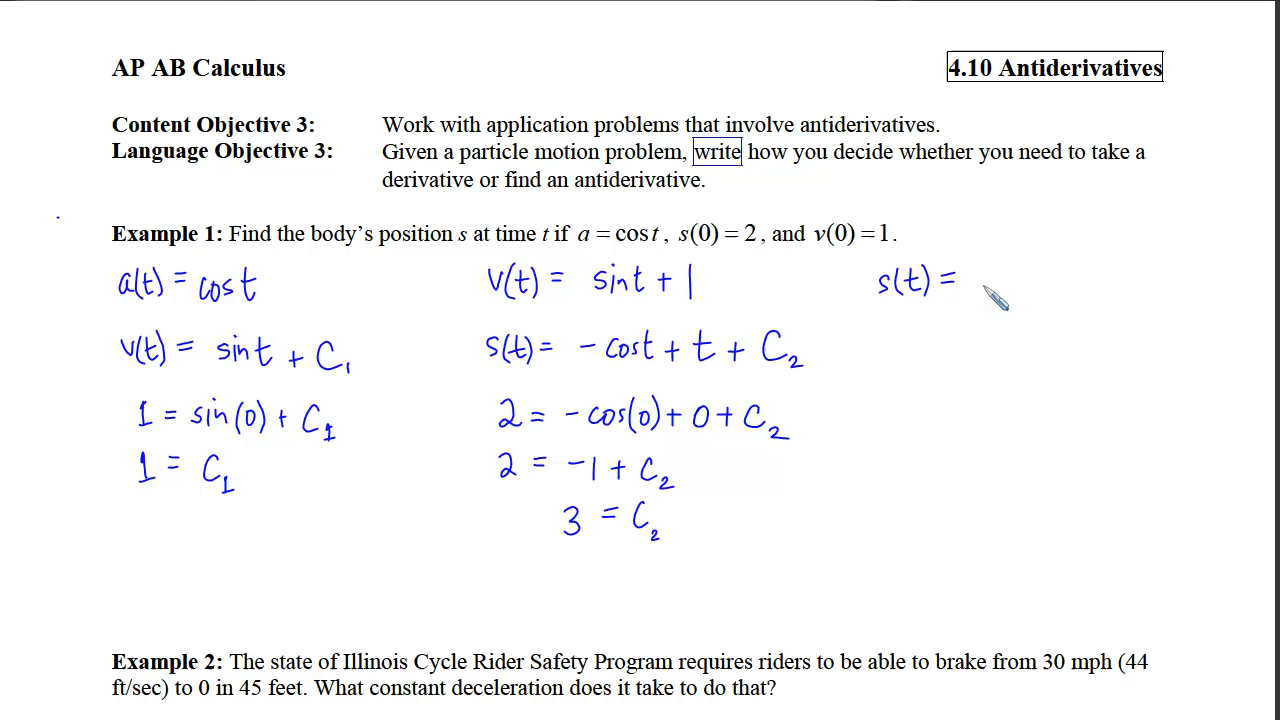 AP AB Calculus
4.10 Antiderivatives
Content Objective 3: Work with application problems that involve antiderivatives.
Language Objective 3: Given a particle motion problem, write how you decide whether you need to take a
derivative or find an antiderivative.
Example 1: Find the body's position s at time t if a = cos t, s(0) = 2, and v(0) = 1.
a(t) = cos t
v(t) = sin t + C₁
1 = sin(0) + C₁
1 = C₁
v(t) = sin t + 1
s(t) = - cos t + t + C₂
2 = - cos(0) + 0 + C₂
2 = -1 + C₂
3 = C₂
s(t) =
Example 2: The state of Illinois Cycle Rider Safety Program requires riders to be able to brake from 30 mph (44
ft/sec) to 0 in 45 feet. What constant deceleration does it take to do that?